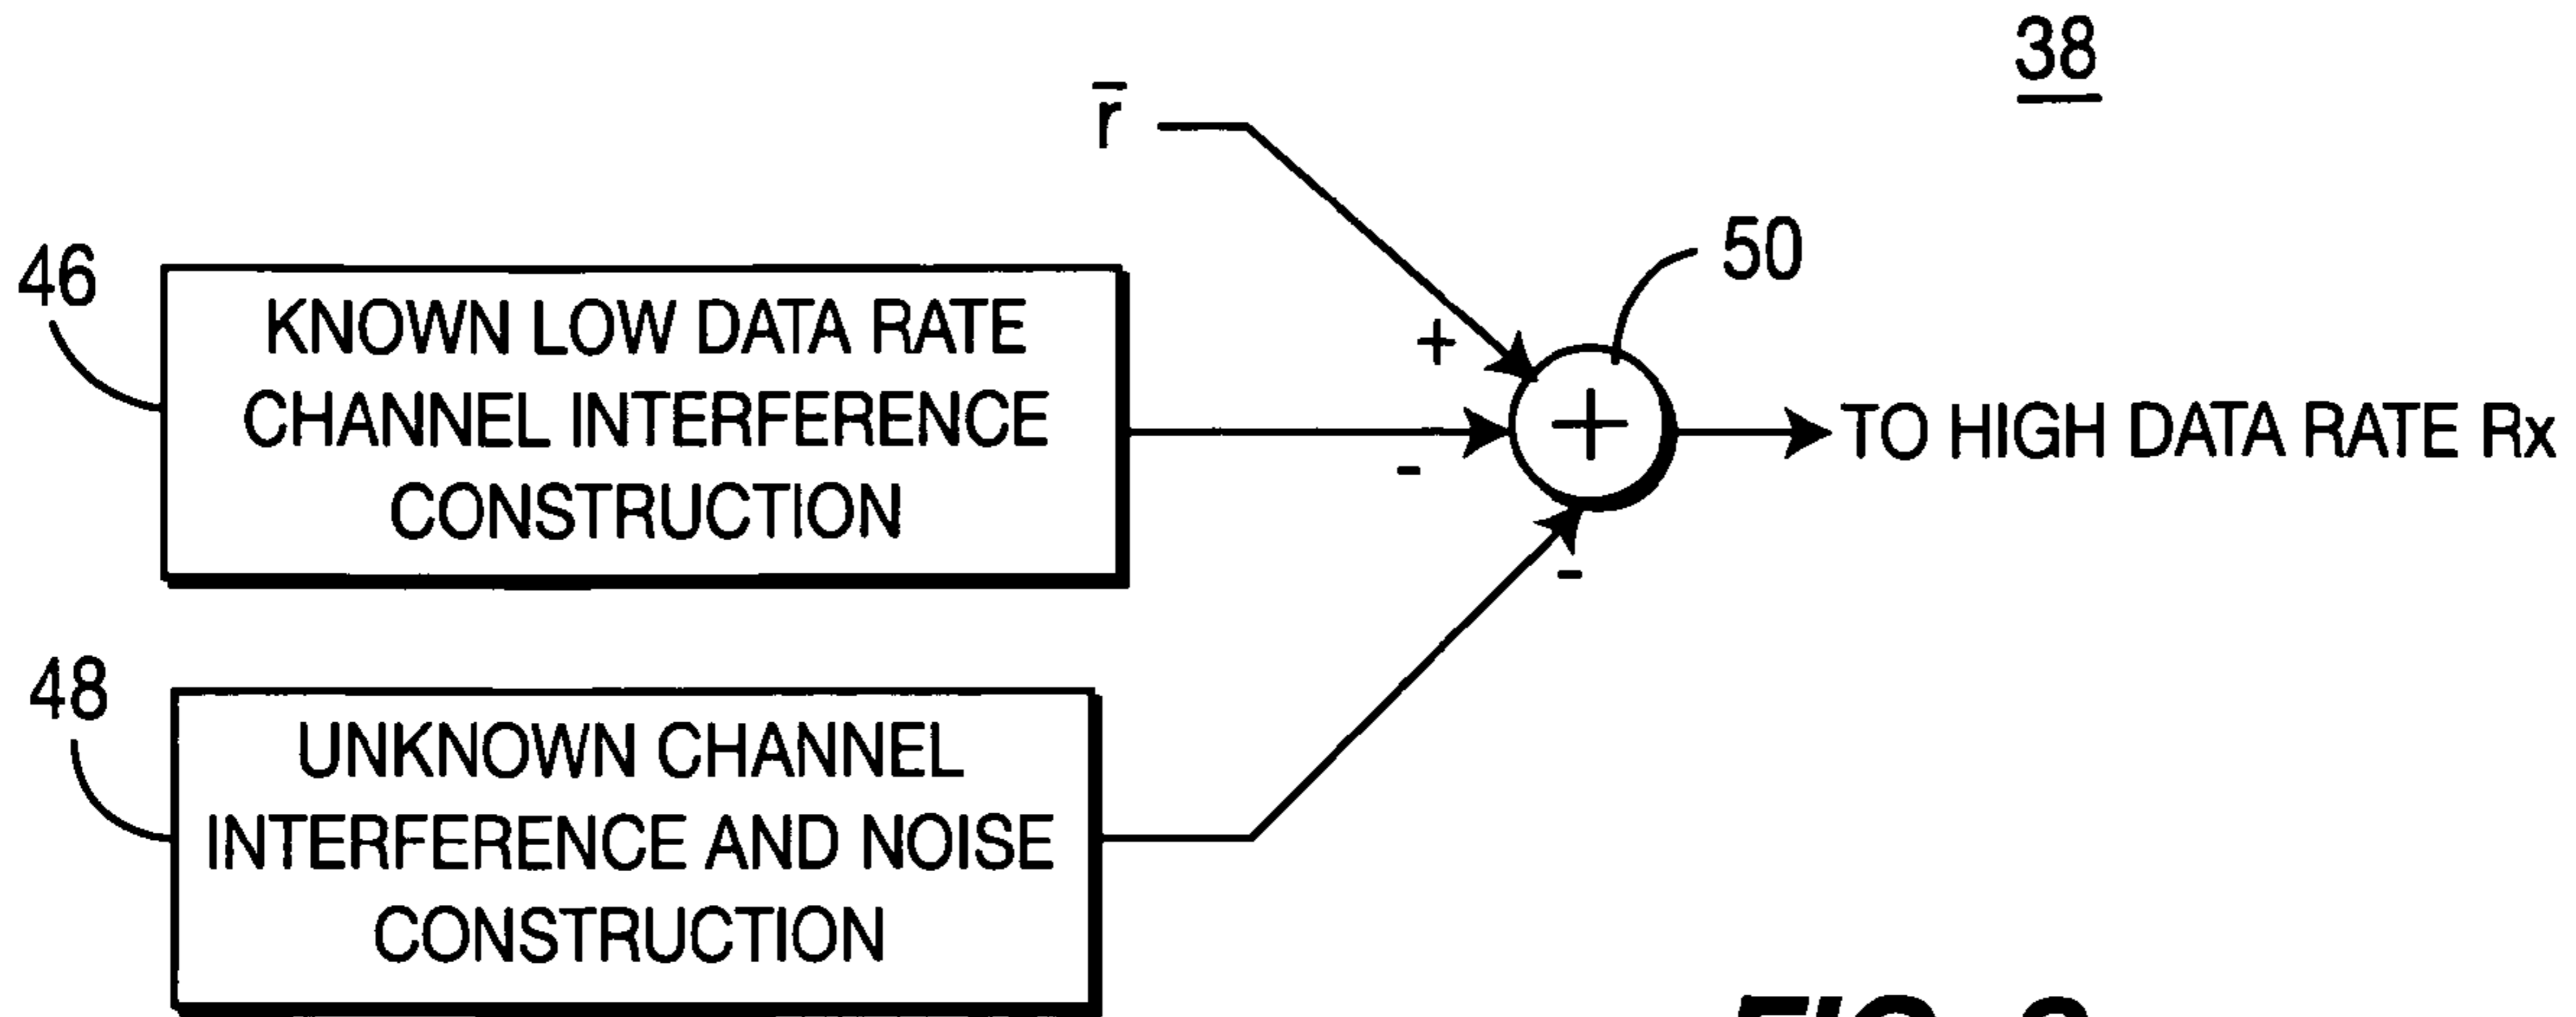 38
r̄
50
+
46
KNOWN LOW DATA RATE
CHANNEL INTERFERENCE
CONSTRUCTION
-
+
TO HIGH DATA RATE Rx
-
48
UNKNOWN CHANNEL
INTERFERENCE AND NOISE
CONSTRUCTION
FIG.